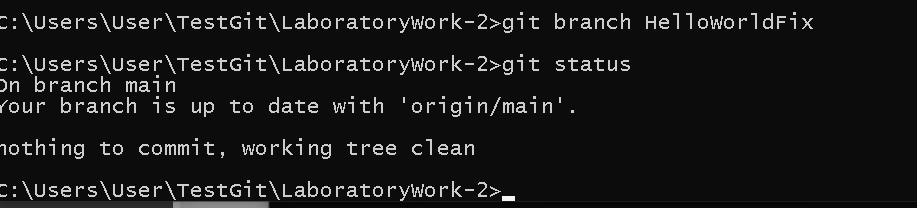 C:\Users\User\TestGit\LaboratoryWork-2>git branch HelloWorldFix
C:\Users\User\TestGit\LaboratoryWork-2>git status
On branch main
Your branch is up to date with 'origin/main'.
nothing to commit, working tree clean
C:\Users\User\TestGit\LaboratoryWork-2>